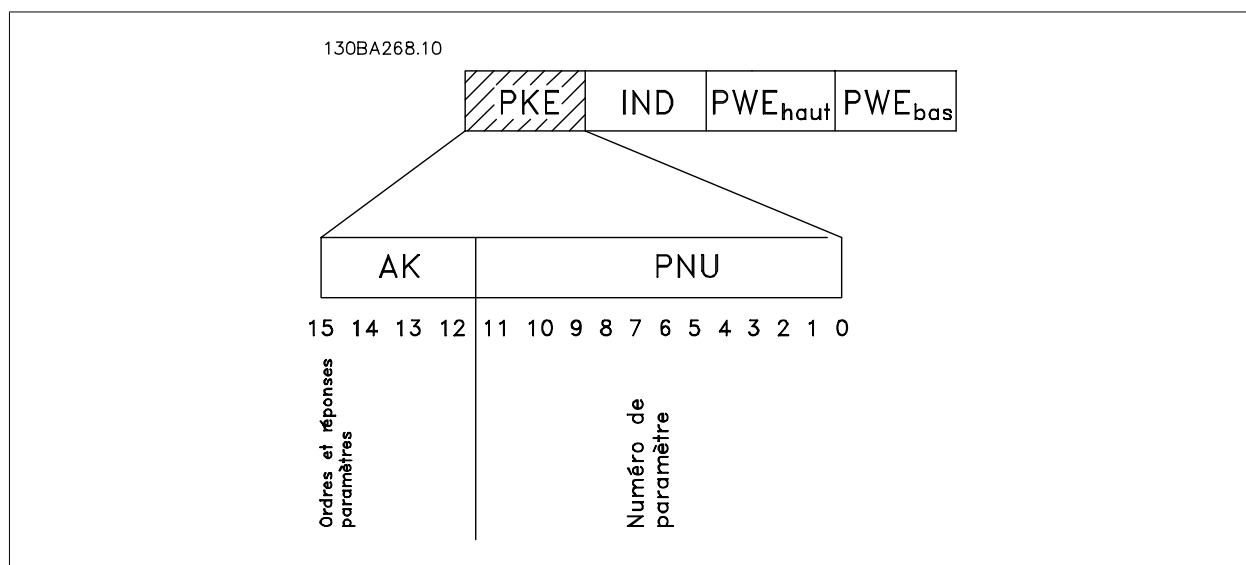 130BA268.10
PKE IND PWEhaut PWEbas
AK PNU
15 14 13 12 11 10 9 8 7 6 5 4 3 2 1 0
Ordres et réponses
paramètres
Numéro de
paramètre